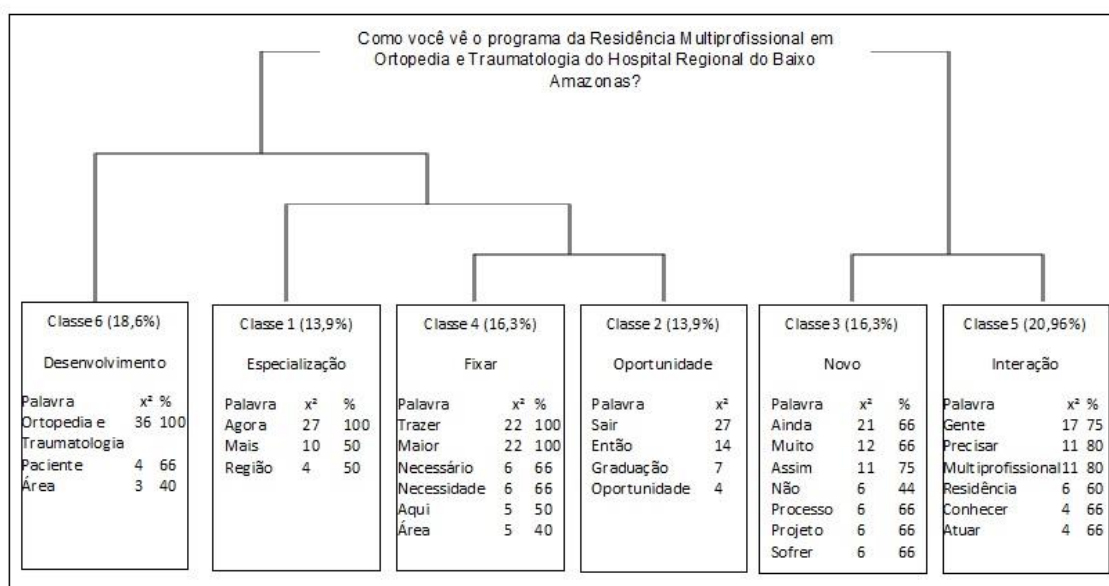 Como você vê o programa da Residência Multiprofissional em
Ortopedia e Traumatologia do Hospital Regional do Baixo
Amazonas?
Classe 6 (18,6%)
Desenvolvimento
Palavra x² %
Ortopedia e 36 100
Traumatologia
Paciente 4 66
Área 3 40
Classe 1 (13,9%)
Especialização
Palavra x² %
Agora 27 100
Mais 10 50
Região 4 50
Classe 4 (16,3%)
Fixar
Palavra x² %
Trazer 22 100
Maior 22 100
Necessário 6 66
Necessidade 6 66
Aqui 5 50
Área 5 40
Classe 2 (13,9%)
Oportunidade
Palavra x²
Sair 27
Então 14
Graduação 7
Oportunidade 4
Classe 3 (16,3%)
Novo
Palavra x² %
Ainda 21 66
Muito 12 66
Assim 11 75
Não 6 44
Processo 6 66
Projeto 6 66
Sofrer 6 66
Classe 5 (20,96%)
Interação
Palavra x² %
Gente 17 75
Precisar 11 80
Multiprofissional 11 80
Residência 6 60
Conhecer 4 66
Atuar 4 66